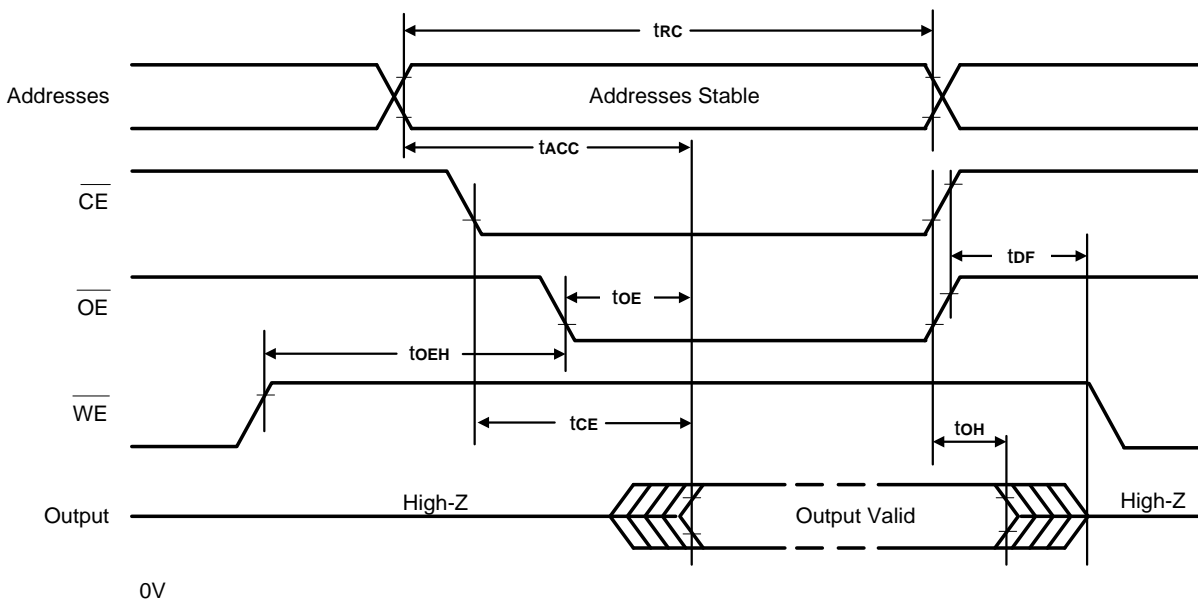 tRC
Addresses
Addresses Stable
tACC
CE
tDF
OE
tOE
tOEH
WE
tCE
tOH
Output
High-Z
Output Valid
High-Z
0V